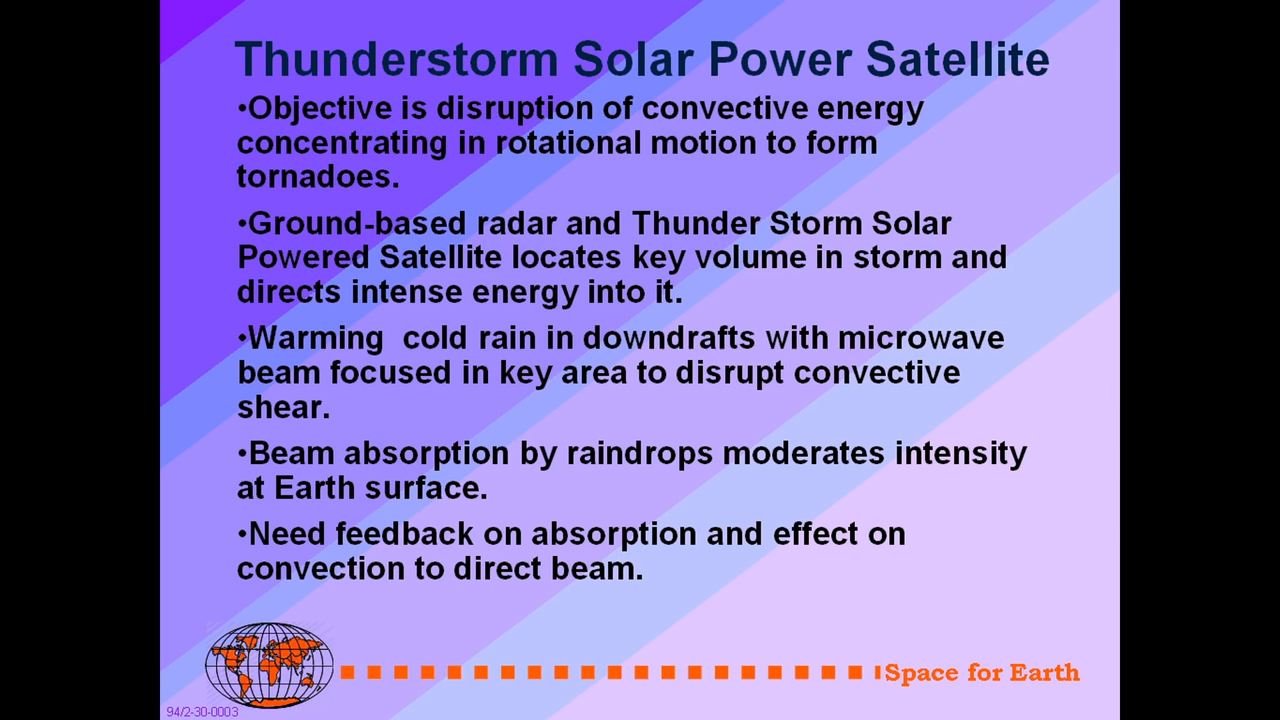 Thunderstorm Solar Power Satellite
•Objective is disruption of convective energy
concentrating in rotational motion to form
tornadoes.
•Ground-based radar and Thunder Storm Solar
Powered Satellite locates key volume in storm and
directs intense energy into it.
•Warming  cold rain in downdrafts with microwave
beam focused in key area to disrupt convective
shear.
•Beam absorption by raindrops moderates intensity
at Earth surface.
•Need feedback on absorption and effect on
convection to direct beam.
Space for Earth
94/2-30-0003